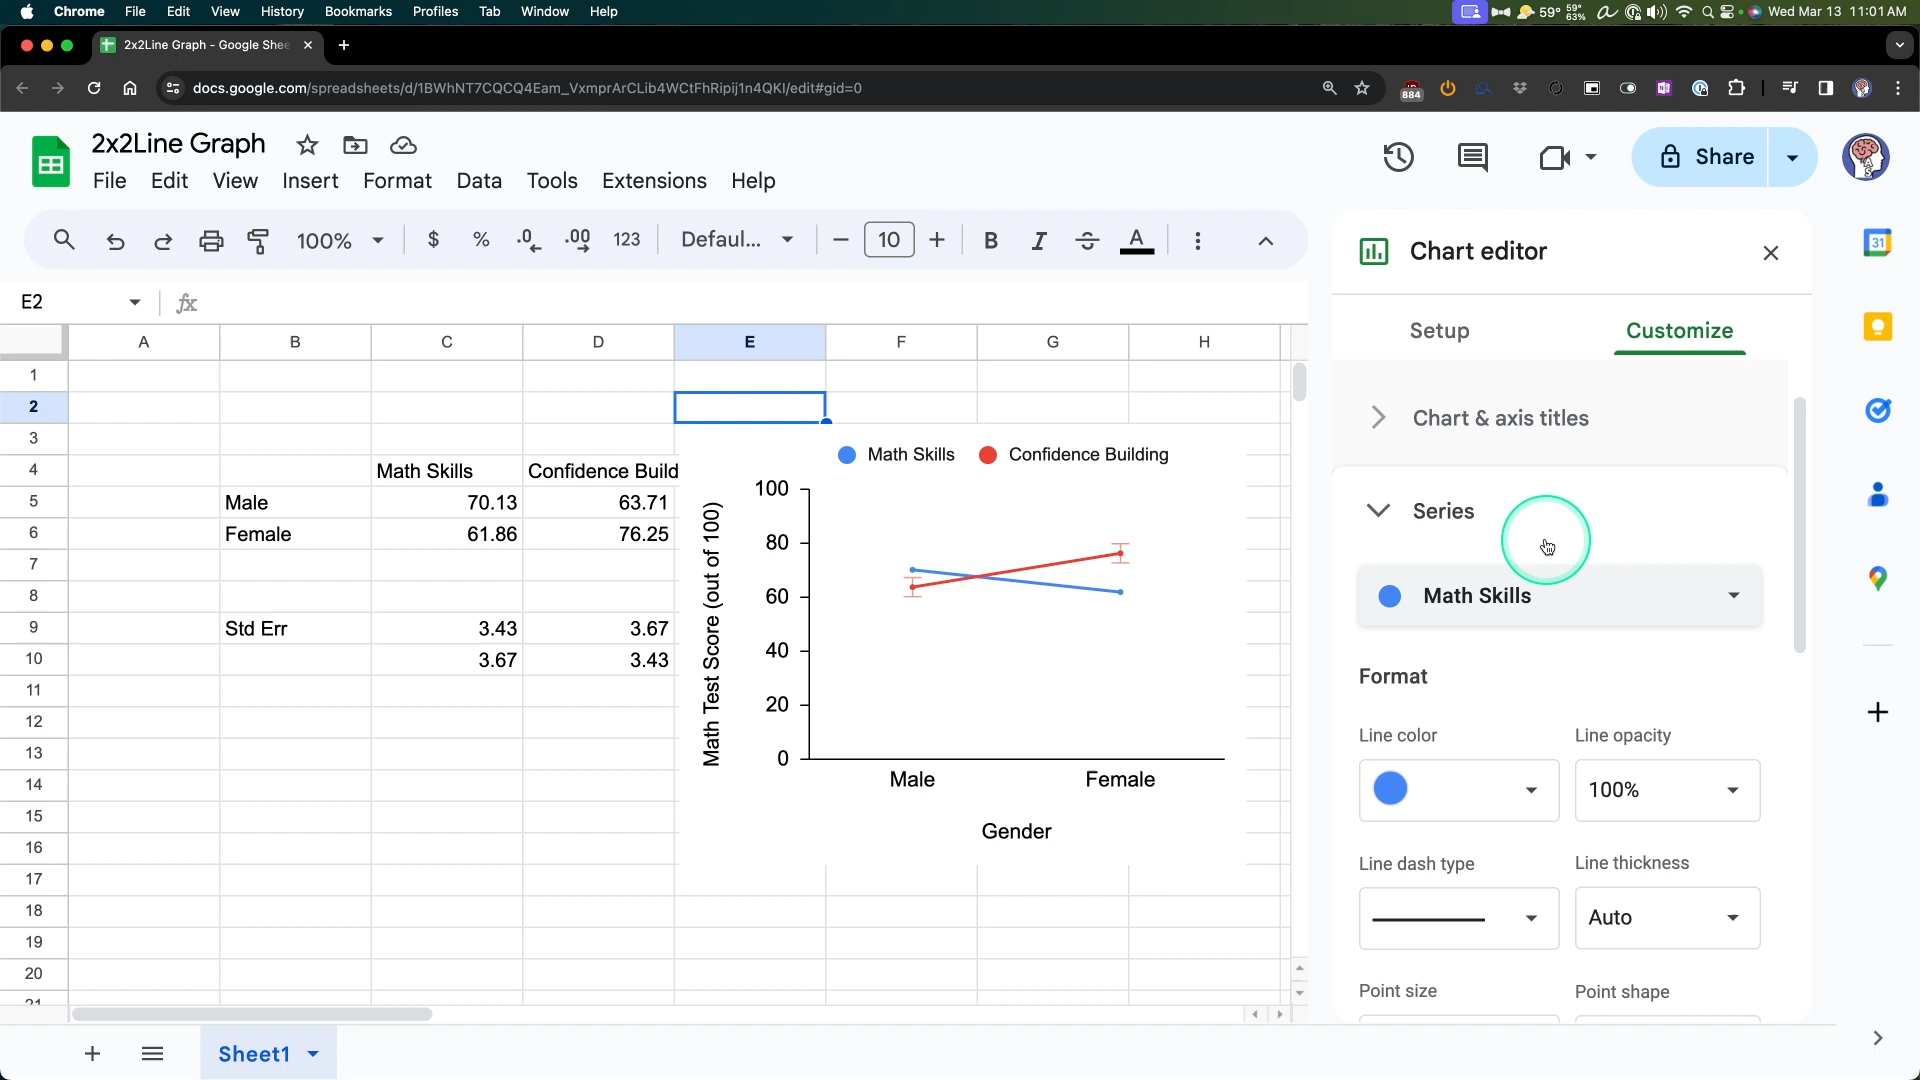 Chrome File Edit View History Bookmarks Profiles Tab Window Help 59° 59° 63% Wed Mar 13 11:01 AM
2x2Line Graph - Google Shee
docs.google.com/spreadsheets/d/1BWhNT7CQCQ4Eam_VxmprArCLib4WCtFhRipij1n4QKI/edit#gid=0 884
2x2Line Graph
File Edit View Insert Format Data Tools Extensions Help
Share
100% $ % .0 .00 123 Defaul... 10 B I A
E2 fx
A B C D E F G H
1
2
3
4 Math Skills Confidence Build
5 Male 70.13 63.71
6 Female 61.86 76.25
7
8
9 Std Err 3.43 3.67
10 3.67 3.43
11
12
13
14
15
16
17
18
19
20
21
Math Skills Confidence Building
Math Test Score (out of 100)
100
80
60
40
20
0
Male Female
Gender
Chart editor
Setup Customize
Chart & axis titles
Series
Math Skills
Format
Line color Line opacity
100%
Line dash type Line thickness
Auto
Point size Point shape
31
Sheet1